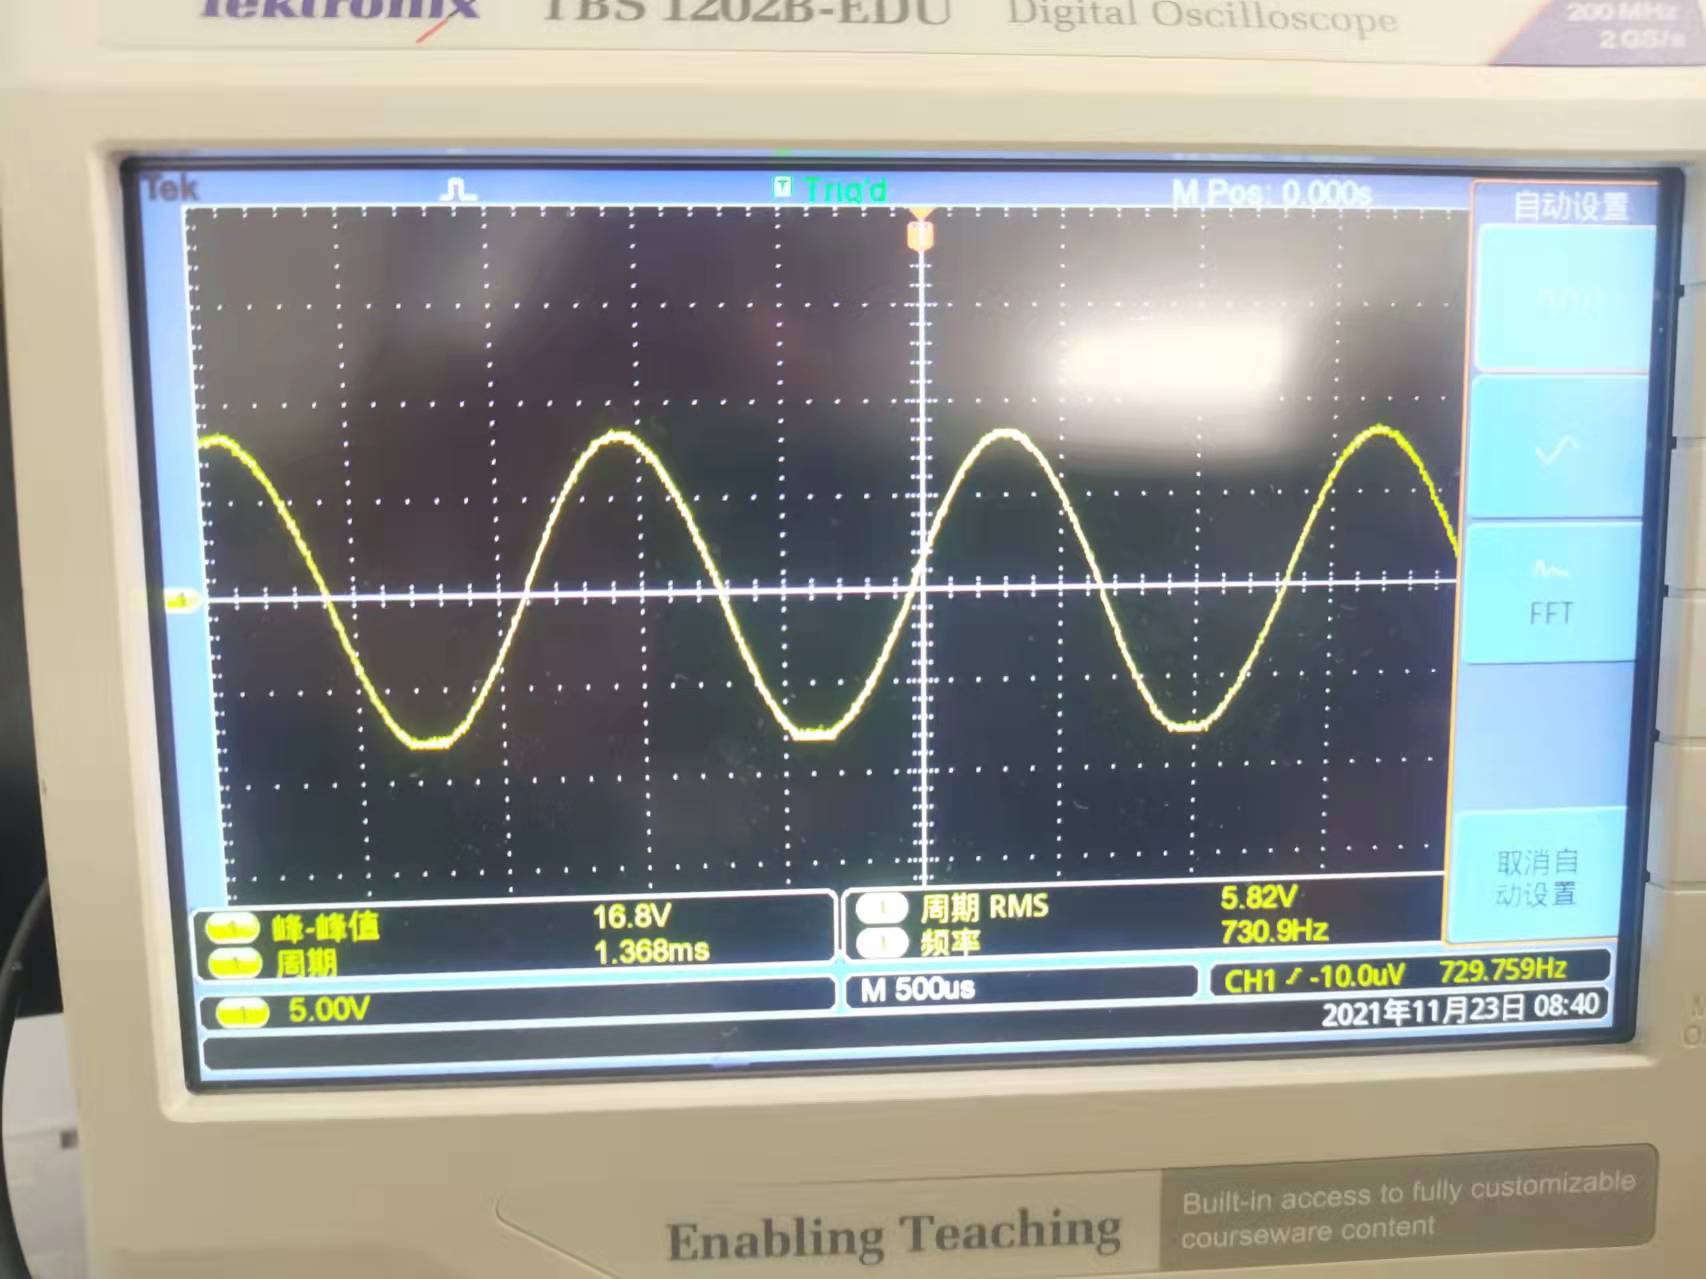 Tektronix TBS 1202B-EDU Digital Oscilloscope
200 MHz
2 GS/s
Tek Trig'd M Pos: 0.000s
自动设置
FFT
取消自
动设置
1 峰-峰值 16.8V
1 周期 1.368ms
1 周期 RMS 5.82V
1 频率 730.9Hz
1 5.00V
M 500us
CH1 -10.0uV 729.759Hz
2021年11月23日 08:40
Enabling Teaching
Built-in access to fully customizable
courseware content